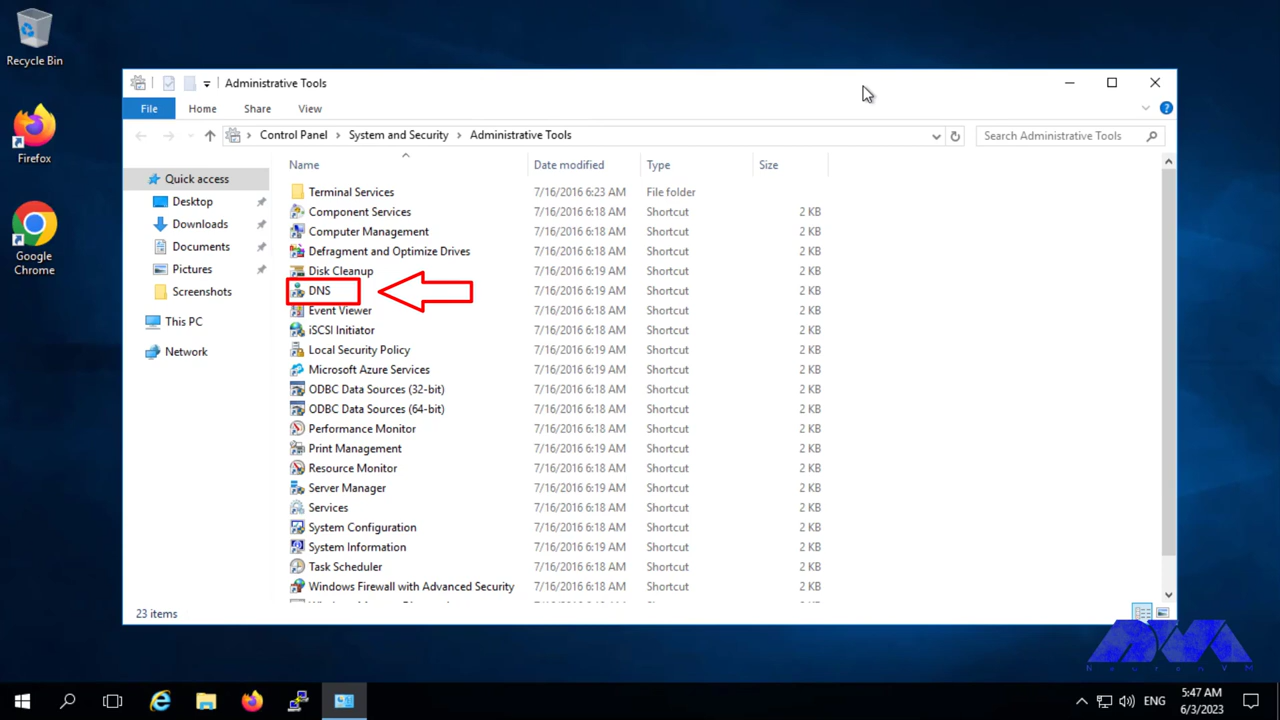 Recycle Bin
Firefox
Google
Chrome
Administrative Tools
File Home Share View
Control Panel > System and Security > Administrative Tools
Search Administrative Tools
Quick access
Desktop
Downloads
Documents
Pictures
Screenshots
This PC
Network
Name Date modified Type Size
Terminal Services 7/16/2016 6:23 AM File folder
Component Services 7/16/2016 6:18 AM Shortcut 2 KB
Computer Management 7/16/2016 6:18 AM Shortcut 2 KB
Defragment and Optimize Drives 7/16/2016 6:18 AM Shortcut 2 KB
Disk Cleanup 7/16/2016 6:19 AM Shortcut 2 KB
DNS 7/16/2016 6:19 AM Shortcut 2 KB
Event Viewer 7/16/2016 6:18 AM Shortcut 2 KB
iSCSI Initiator 7/16/2016 6:18 AM Shortcut 2 KB
Local Security Policy 7/16/2016 6:19 AM Shortcut 2 KB
Microsoft Azure Services 7/16/2016 6:19 AM Shortcut 2 KB
ODBC Data Sources (32-bit) 7/16/2016 6:18 AM Shortcut 2 KB
ODBC Data Sources (64-bit) 7/16/2016 6:18 AM Shortcut 2 KB
Performance Monitor 7/16/2016 6:18 AM Shortcut 2 KB
Print Management 7/16/2016 6:19 AM Shortcut 2 KB
Resource Monitor 7/16/2016 6:18 AM Shortcut 2 KB
Server Manager 7/16/2016 6:19 AM Shortcut 2 KB
Services 7/16/2016 6:18 AM Shortcut 2 KB
System Configuration 7/16/2016 6:18 AM Shortcut 2 KB
System Information 7/16/2016 6:19 AM Shortcut 2 KB
Task Scheduler 7/16/2016 6:18 AM Shortcut 2 KB
Windows Firewall with Advanced Security 7/16/2016 6:18 AM Shortcut 2 KB
23 items
NeuronVM
ENG
5:47 AM
6/3/2023